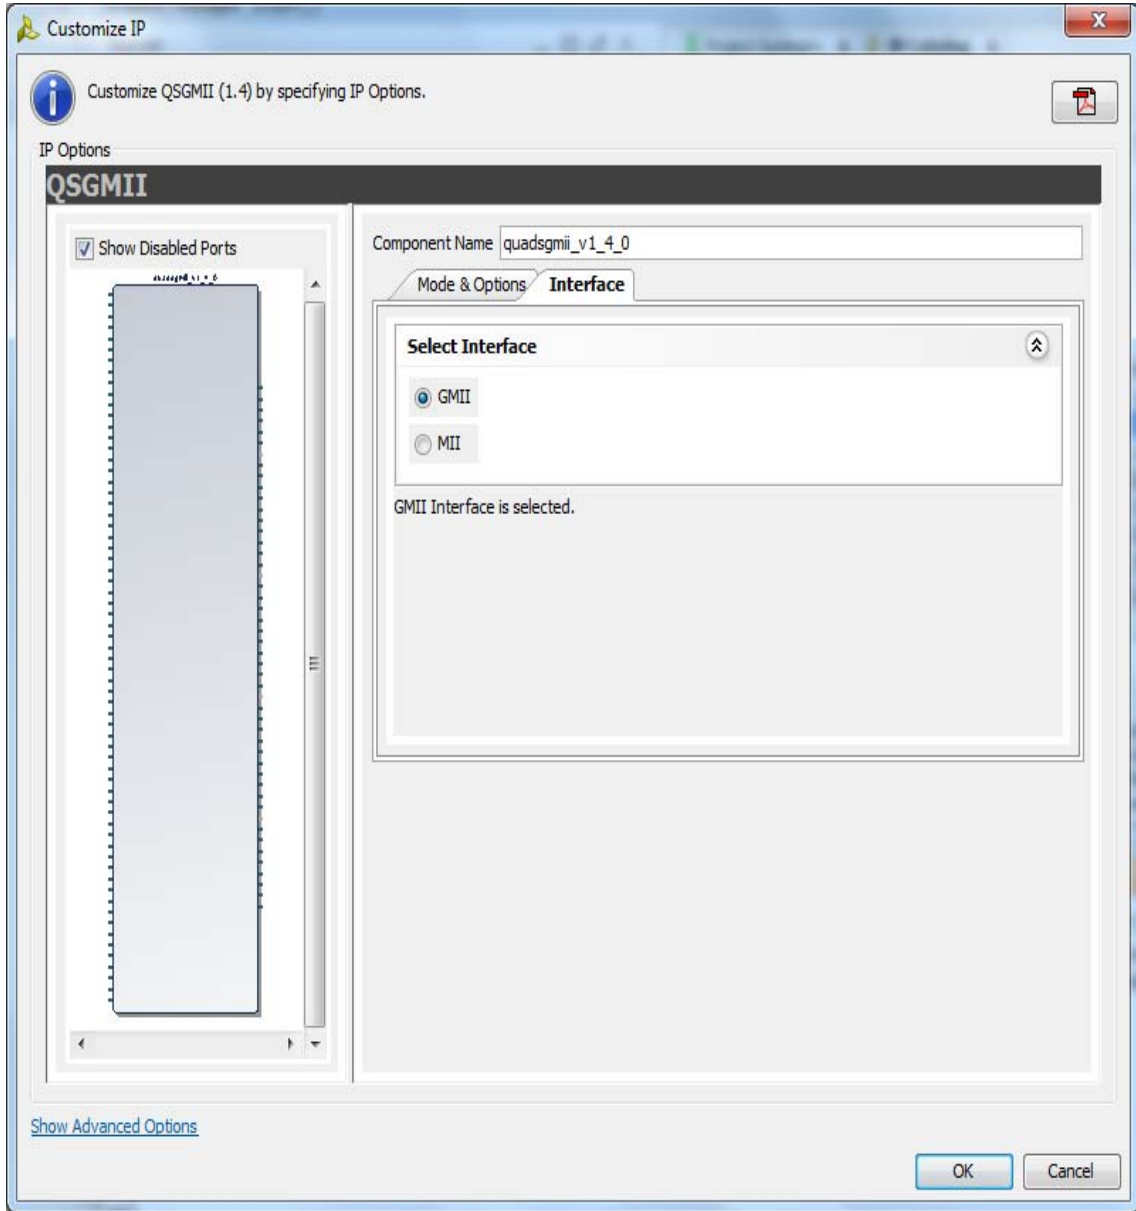 Customize IP
X
Customize QSGMII (1.4) by specifying IP Options.
IP Options
QSGMII
Show Disabled Ports
Component Name quadsgmii_v1_4_0
Mode & Options Interface
Select Interface
GMII
MII
GMII Interface is selected.
Show Advanced Options
OK Cancel